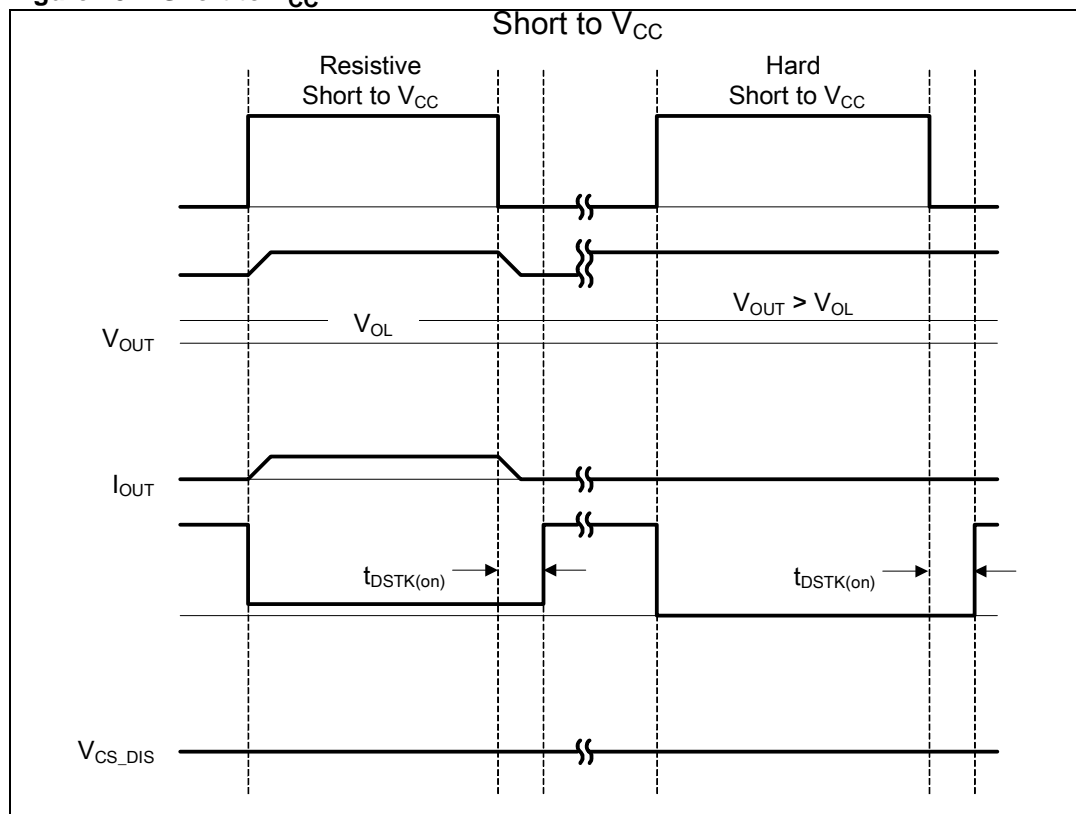 Short to VCC
Resistive
Short to VCC
Hard
Short to VCC
VOUT > VOL
VOL
VOUT
IOUT
tDSTK(on)
tDSTK(on)
VCS_DIS